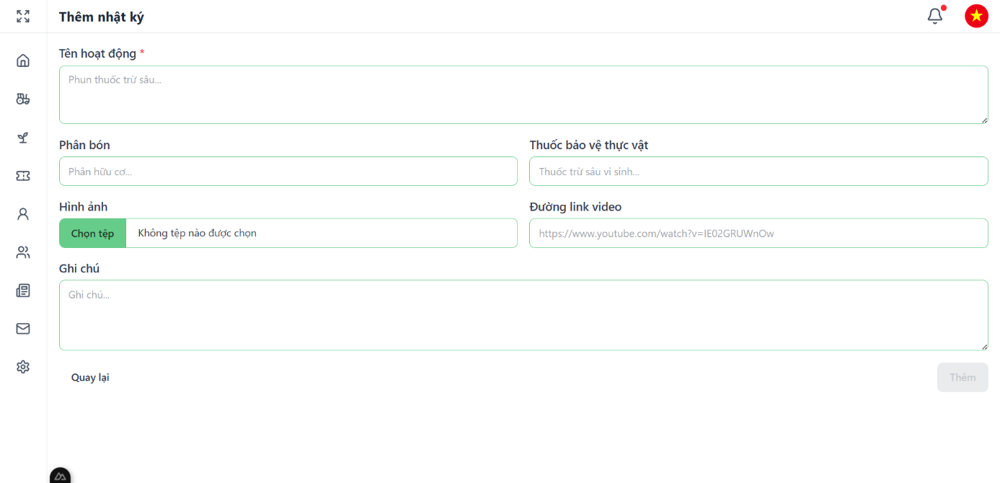 Thêm nhật ký
Tên hoạt động *
Phun thuốc trừ sâu...
Phân bón
Thuốc bảo vệ thực vật
Phân hữu cơ...
Thuốc trừ sâu vi sinh...
Hình ảnh
Đường link video
Chọn tệp Không tệp nào được chọn
https://www.youtube.com/watch?v=IE02GRUWnOw
Ghi chú
Ghi chú...
Quay lại
Thêm